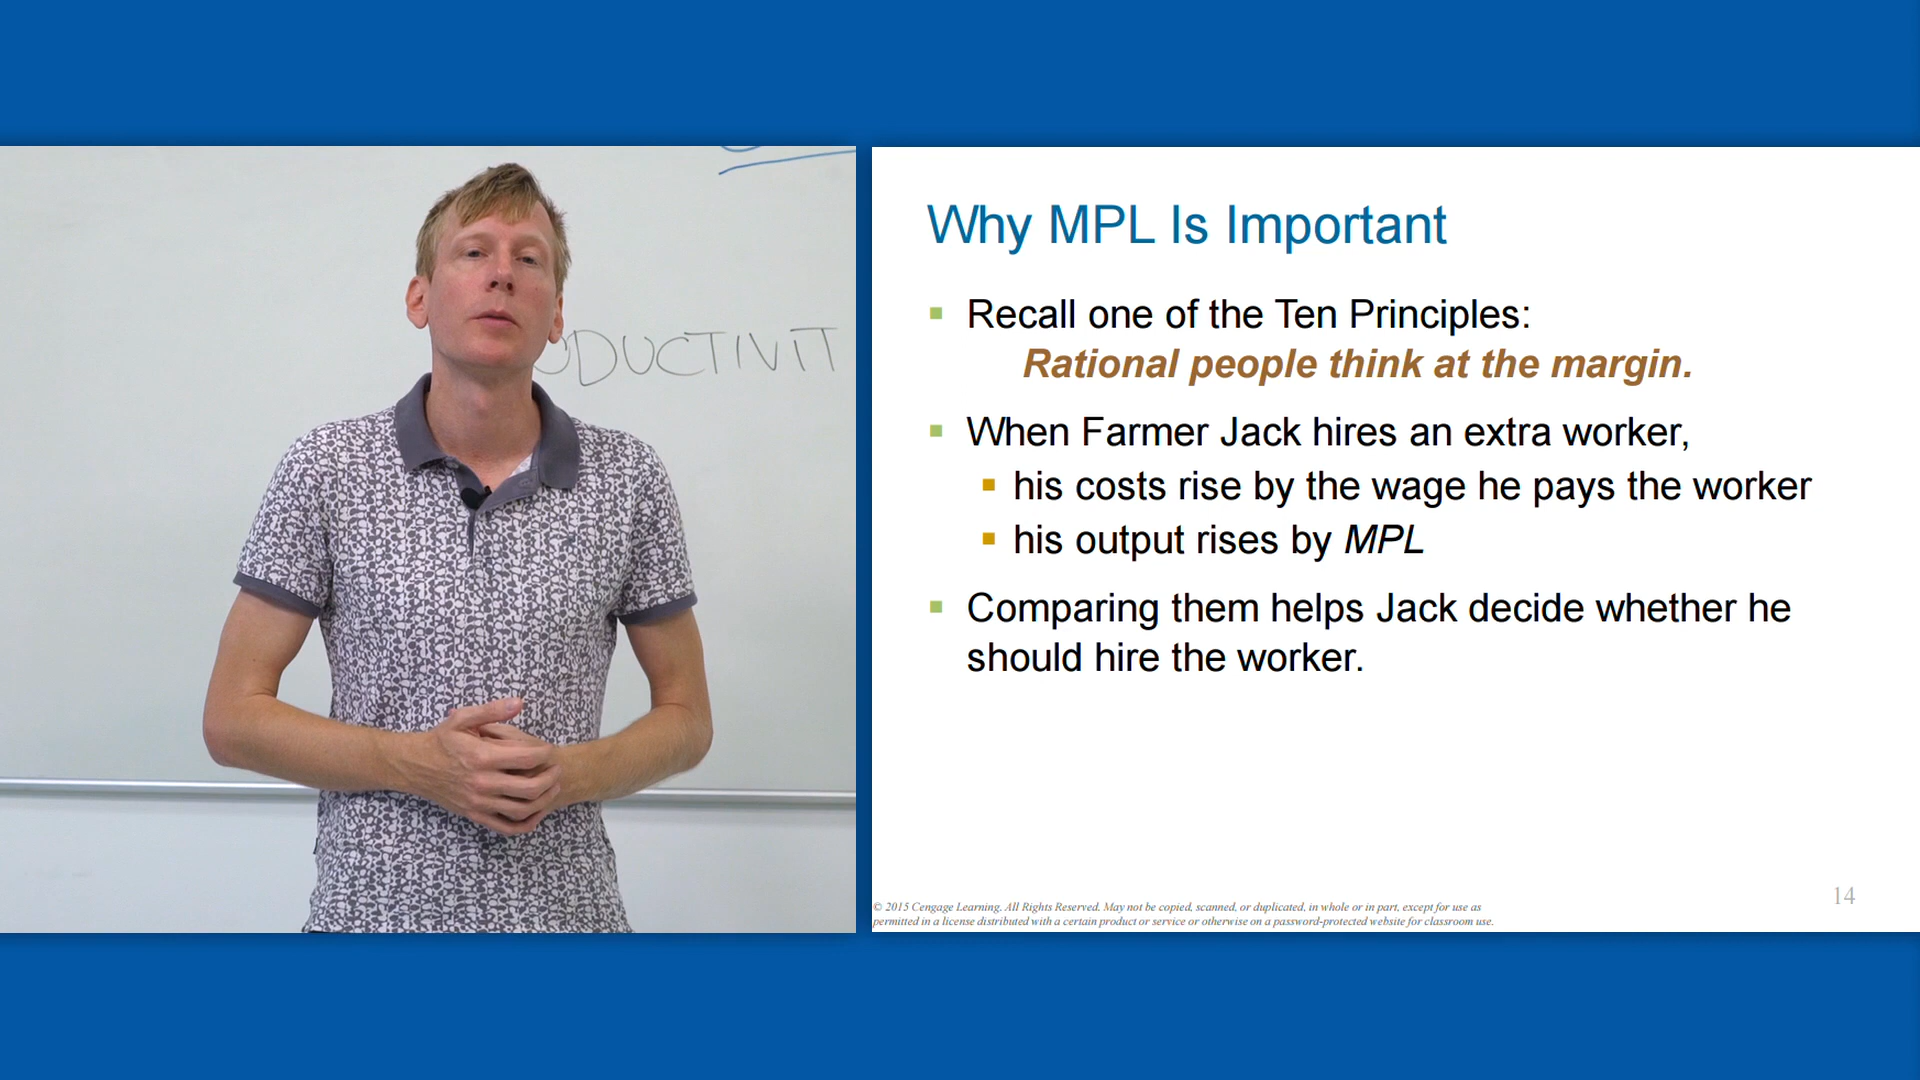 ODUCTIVIT
Why MPL Is Important
▪ Recall one of the Ten Principles:
Rational people think at the margin.
▪ When Farmer Jack hires an extra worker,
▪ his costs rise by the wage he pays the worker
▪ his output rises by MPL
▪ Comparing them helps Jack decide whether he
should hire the worker.
14
© 2015 Cengage Learning. All Rights Reserved. May not be copied, scanned, or duplicated, in whole or in part, except for use as
permitted in a license distributed with a certain product or service or otherwise on a password-protected website for classroom use.